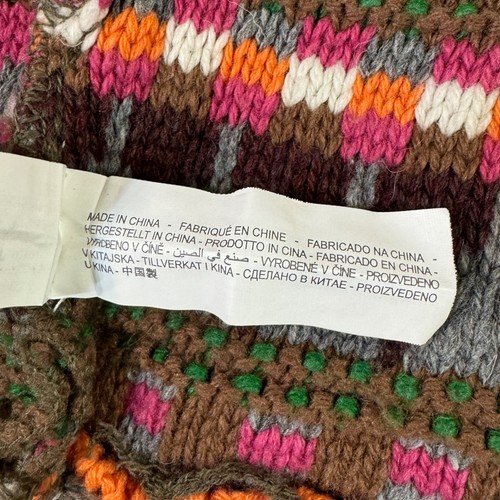 MADE IN CHINA - FABRIQUÉ EN CHINE - FABRICADO NA CHINA -
HERGESTELLT IN CHINA - PRODOTTO IN CINA - FABRICADO EN CHINA -
VYROBENO V ČÍNĚ - صنع في الصين - VYROBENÉ V ČÍNE - PROIZVEDENO
V KITAJSKA - TILLVERKAT I KINA - СДЕЛАНО В КИТАЕ - PROIZVEDENO
U KINA - 中国製